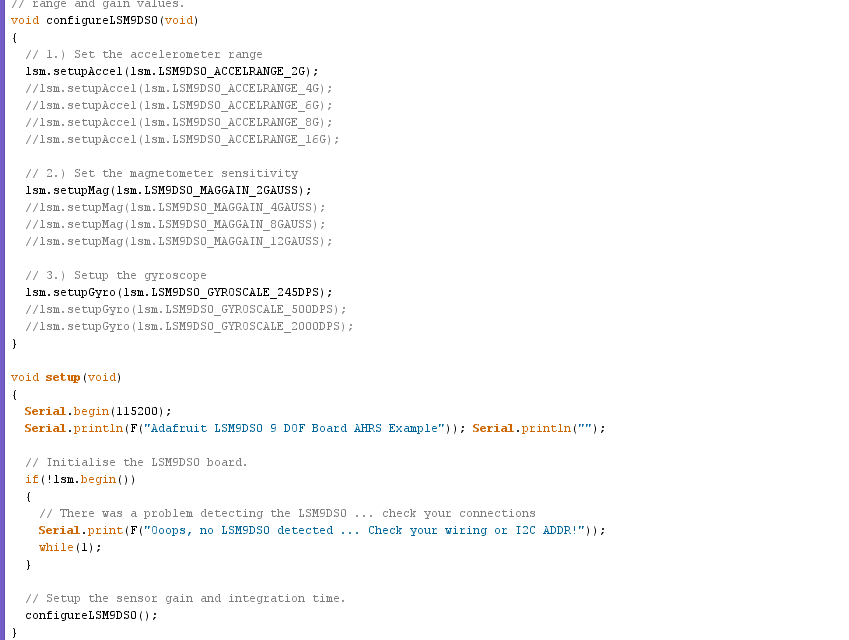 // range and gain values.
void configureLSM9DS0(void)
{
  // 1.) Set the accelerometer range
  lsm.setupAccel(lsm.LSM9DS0_ACCELRANGE_2G);
  //lsm.setupAccel(lsm.LSM9DS0_ACCELRANGE_4G);
  //lsm.setupAccel(lsm.LSM9DS0_ACCELRANGE_6G);
  //lsm.setupAccel(lsm.LSM9DS0_ACCELRANGE_8G);
  //lsm.setupAccel(lsm.LSM9DS0_ACCELRANGE_16G);

  // 2.) Set the magnetometer sensitivity
  lsm.setupMag(lsm.LSM9DS0_MAGGAIN_2GAUSS);
  //lsm.setupMag(lsm.LSM9DS0_MAGGAIN_4GAUSS);
  //lsm.setupMag(lsm.LSM9DS0_MAGGAIN_8GAUSS);
  //lsm.setupMag(lsm.LSM9DS0_MAGGAIN_12GAUSS);

  // 3.) Setup the gyroscope
  lsm.setupGyro(lsm.LSM9DS0_GYROSCALE_245DPS);
  //lsm.setupGyro(lsm.LSM9DS0_GYROSCALE_500DPS);
  //lsm.setupGyro(lsm.LSM9DS0_GYROSCALE_2000DPS);
}

void setup(void)
{
  Serial.begin(115200);
  Serial.println(F("Adafruit LSM9DS0 9 DOF Board AHRS Example")); Serial.println("");

  // Initialise the LSM9DS0 board.
  if(!lsm.begin())
  {
    // There was a problem detecting the LSM9DS0 ... check your connections
    Serial.print(F("Ooops, no LSM9DS0 detected ... Check your wiring or I2C ADDR!"));
    while(1);
  }

  // Setup the sensor gain and integration time.
  configureLSM9DS0();
}